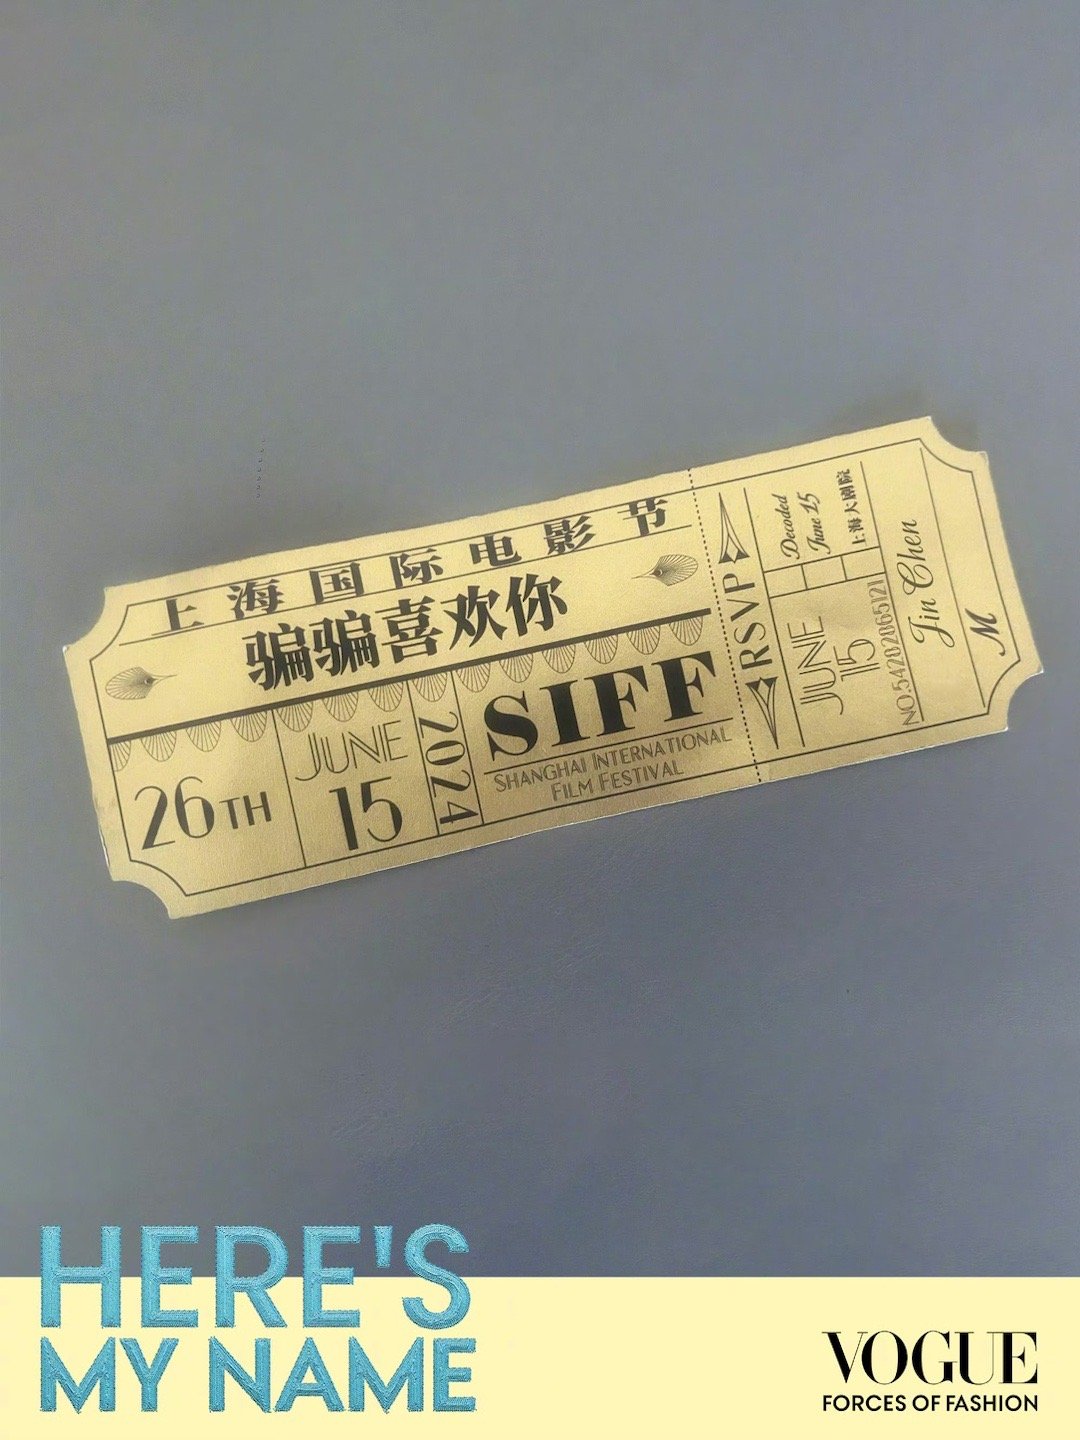 上海国际电影节
骗骗喜欢你
26TH
JUNE
15
2024
SIFF
SHANGHAI INTERNATIONAL
FILM FESTIVAL
RSVP
Decoded
June 15
上海大剧院
JUNE
15
NO.54282865121
Jin Chen
M
HERE'S
MY NAME
VOGUE
FORCES OF FASHION